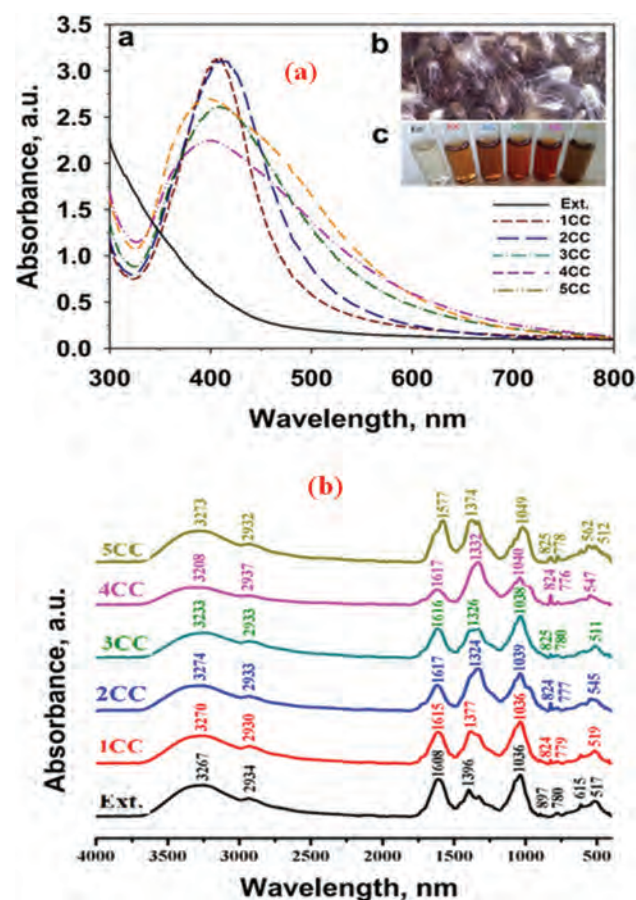 a
(a)
b
c
Ext.
1CC
2CC
3CC
4CC
5CC
Absorbance, a.u.
3.5
3.0
2.5
2.0
1.5
1.0
0.5
0.0
300 400 500 600 700 800
Wavelength, nm
(b)
Absorbance, a.u.
5CC 3273 2932 1577 1374 1049 825 778 562 512
4CC 3208 2937 1617 1332 1040 824 776 547
3CC 3233 2933 1616 1326 1038 825 780 511
2CC 3274 2933 1617 1324 1039 824 777 545
1CC 3270 2930 1615 1377 1036 824 779 519
Ext. 3267 2934 1608 1396 1036 897 780 615 517
4000 3500 3000 2500 2000 1500 1000 500
Wavelength, nm